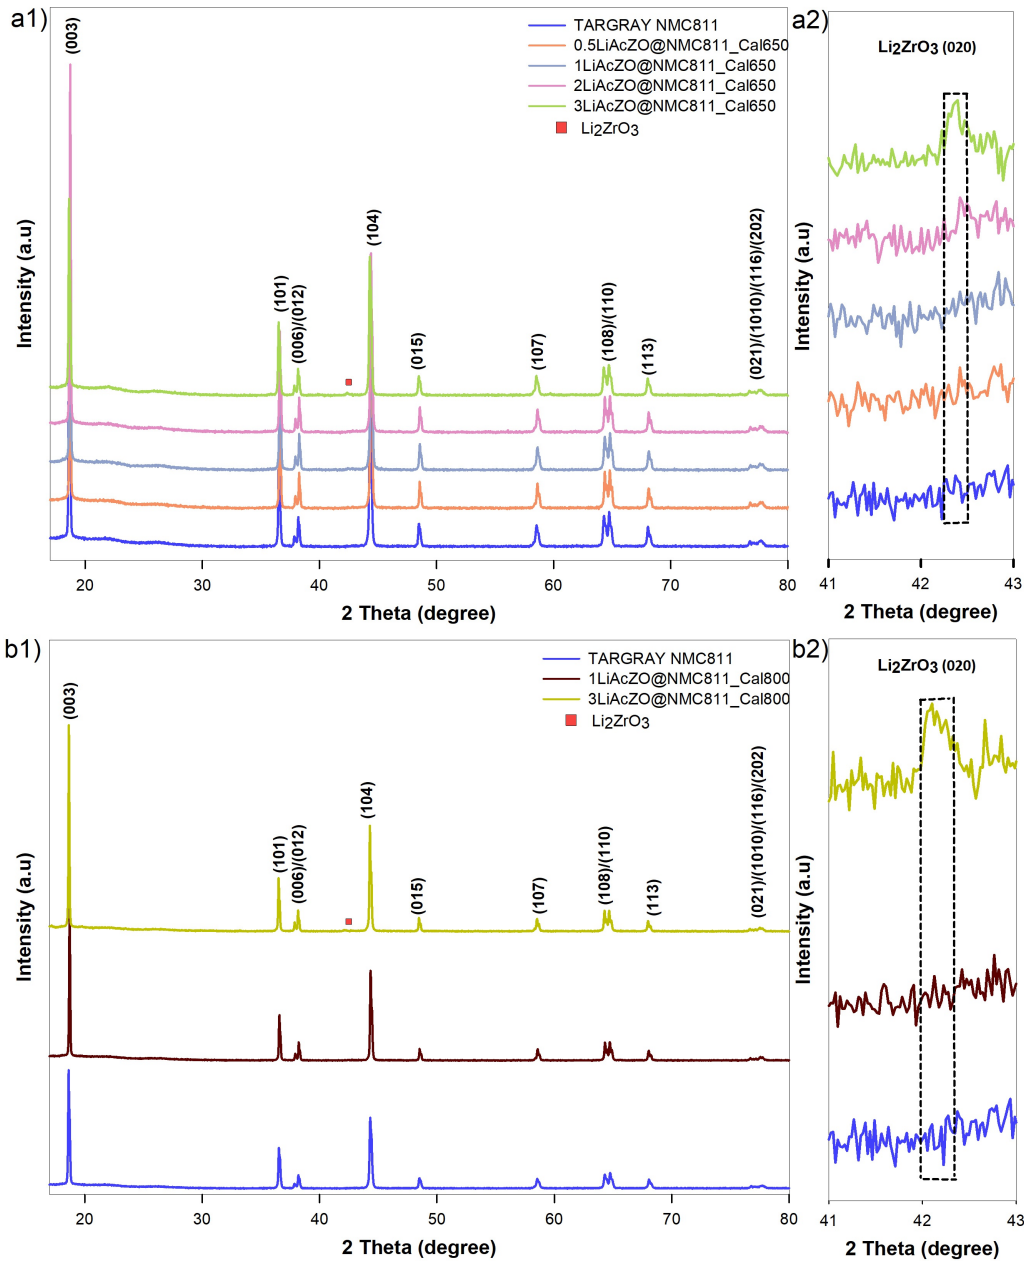 a1)
(003)
TARGRAY NMC811
0.5LiAcZO@NMC811_Cal650
1LiAcZO@NMC811_Cal650
2LiAcZO@NMC811_Cal650
3LiAcZO@NMC811_Cal650
Li2ZrO3
(101)
(006)/(012)
(104)
(015)
(107)
(108)/(110)
(113)
(021)/(1010)/(116)/(202)
Intensity (a.u)
20 30 40 50 60 70 80
2 Theta (degree)
a2)
Li2ZrO3 (020)
Intensity (a.u)
41 42 43
2 Theta (degree)
b1)
(003)
TARGRAY NMC811
1LiAcZO@NMC811_Cal800
3LiAcZO@NMC811_Cal800
Li2ZrO3
(101)
(006)/(012)
(104)
(015)
(107)
(108)/(110)
(113)
(021)/(1010)/(116)/(202)
Intensity (a.u)
20 30 40 50 60 70 80
2 Theta (degree)
b2)
Li2ZrO3 (020)
Intensity (a.u)
41 42 43
2 Theta (degree)